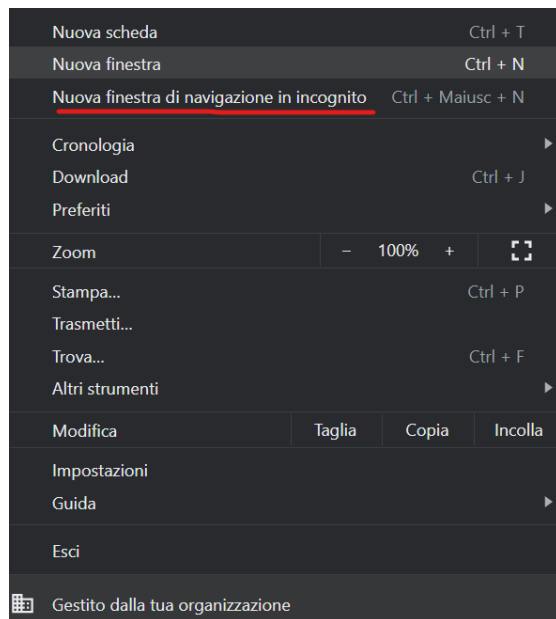 Nuova scheda Ctrl + T
Nuova finestra Ctrl + N
Nuova finestra di navigazione in incognito Ctrl + Maiusc + N
Cronologia
Download Ctrl + J
Preferiti
Zoom − 100% +
Stampa... Ctrl + P
Trasmetti...
Trova... Ctrl + F
Altri strumenti
Modifica Taglia Copia Incolla
Impostazioni
Guida
Esci
Gestito dalla tua organizzazione